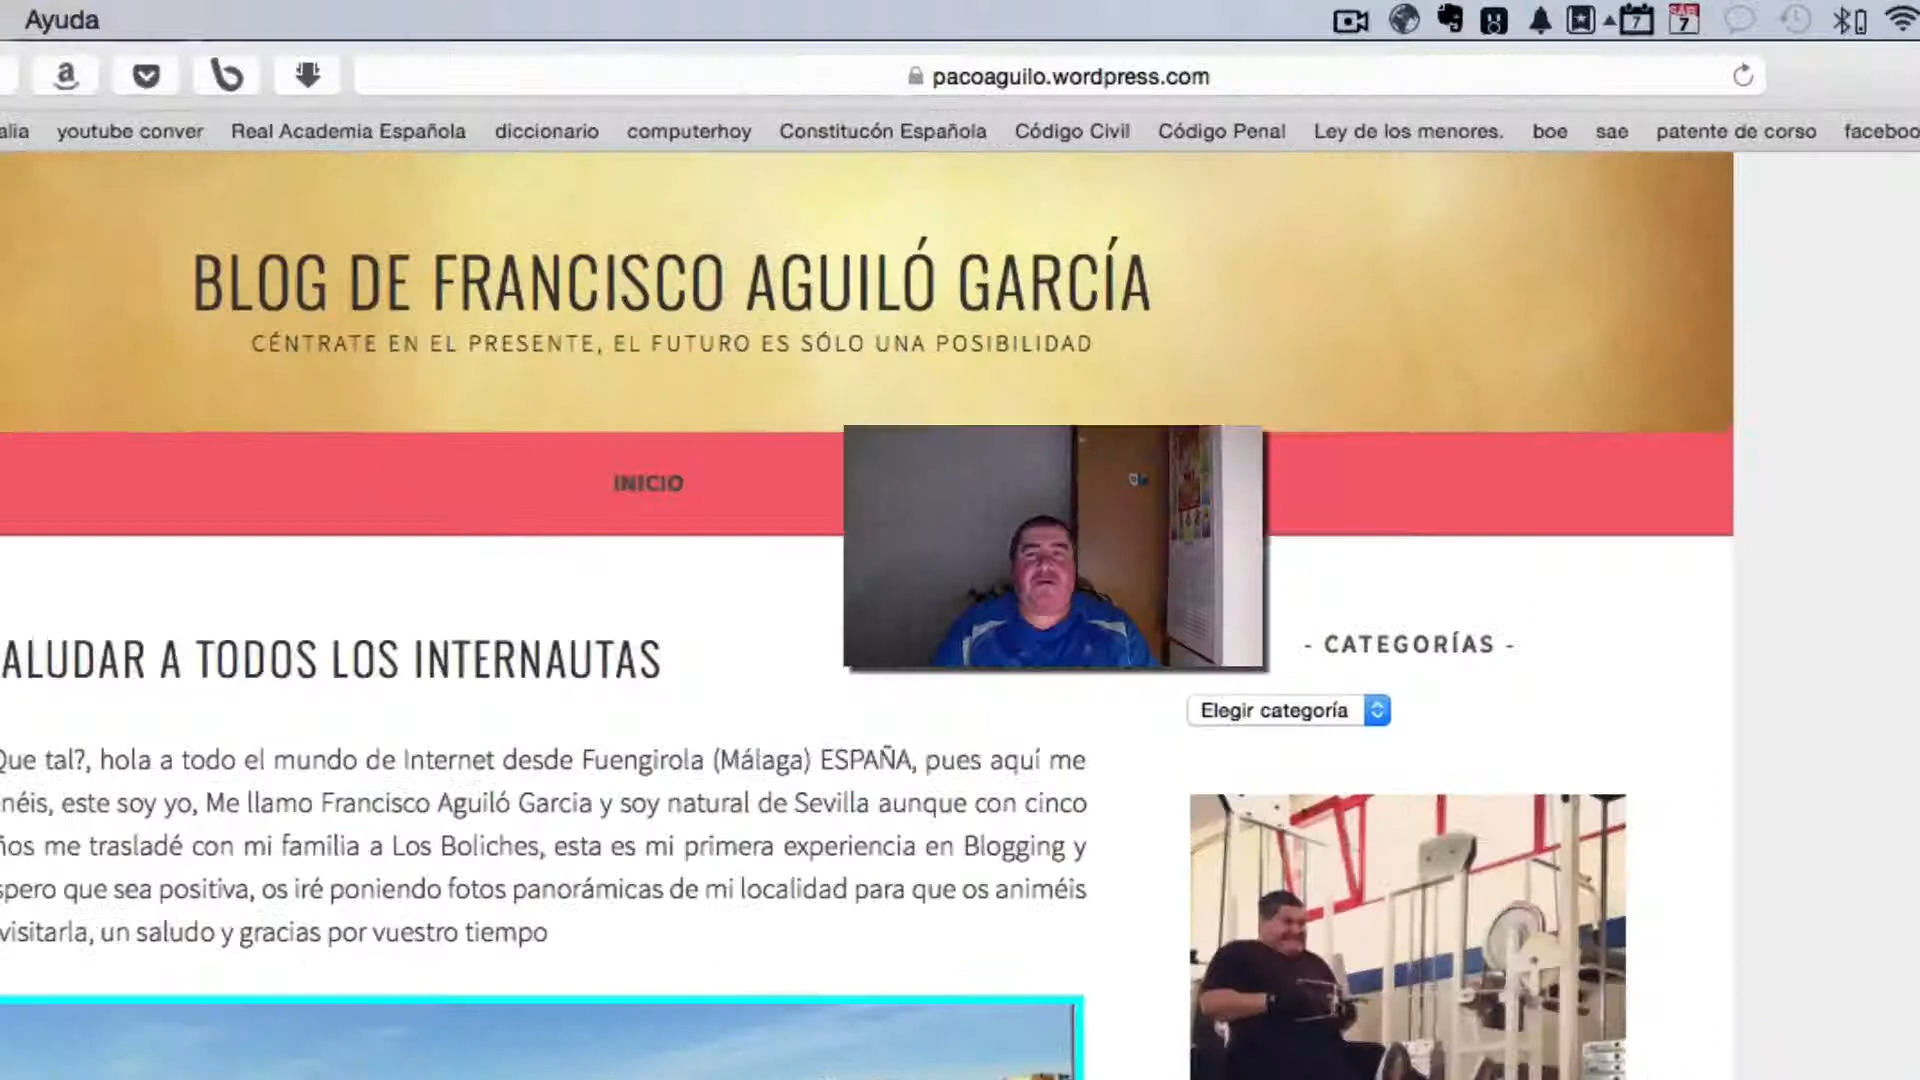 Ayuda
7
SÁB
7
pacoaguilo.wordpress.com
alia youtube conver Real Academia Española diccionario computerhoy Constitucón Española Código Civil Código Penal Ley de los menores. boe sae patente de corso faceboo
BLOG DE FRANCISCO AGUILÓ GARCÍA
CÉNTRATE EN EL PRESENTE, EL FUTURO ES SÓLO UNA POSIBILIDAD
INICIO
ALUDAR A TODOS LOS INTERNAUTAS
Que tal?, hola a todo el mundo de Internet desde Fuengirola (Málaga) ESPAÑA, pues aquí me
néis, este soy yo, Me llamo Francisco Aguiló Garcia y soy natural de Sevilla aunque con cinco
ños me trasladé con mi familia a Los Boliches, esta es mi primera experiencia en Blogging y
spero que sea positiva, os iré poniendo fotos panorámicas de mi localidad para que os animéis
visitarla, un saludo y gracias por vuestro tiempo
- CATEGORÍAS -
Elegir categoría